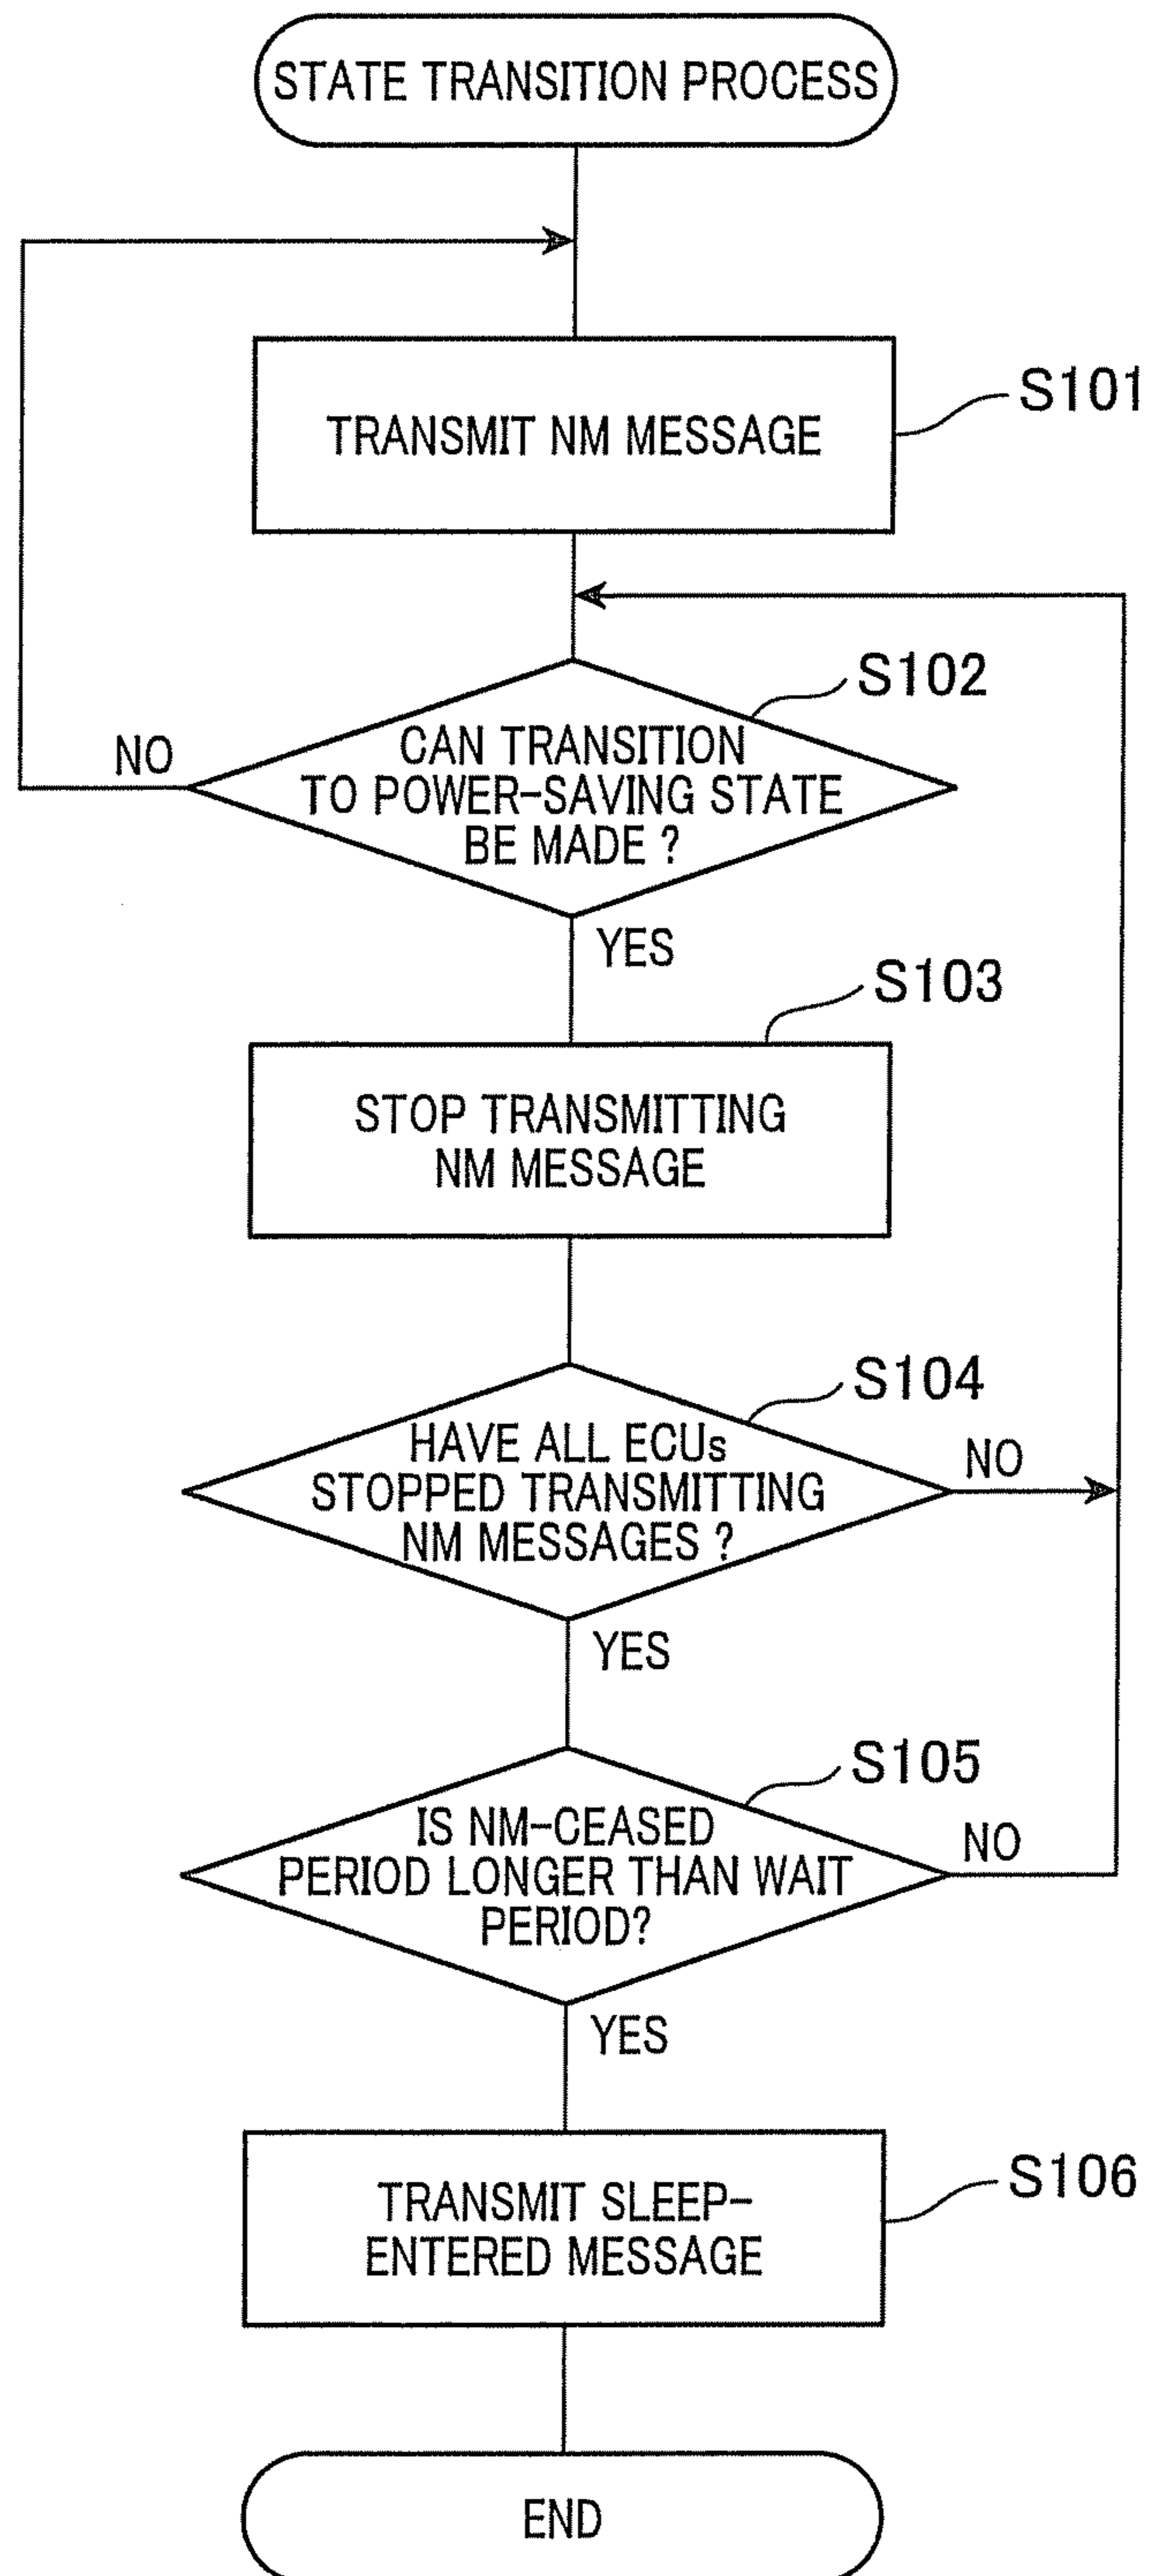 STATE TRANSITION PROCESS
S101
TRANSMIT NM MESSAGE
S102
NO
CAN TRANSITION
TO POWER-SAVING STATE
BE MADE ?
YES
S103
STOP TRANSMITTING
NM MESSAGE
S104
HAVE ALL ECUs
STOPPED TRANSMITTING
NM MESSAGES ?
NO
YES
S105
IS NM-CEASED
PERIOD LONGER THAN WAIT
PERIOD?
NO
YES
S106
TRANSMIT SLEEP-
ENTERED MESSAGE
END